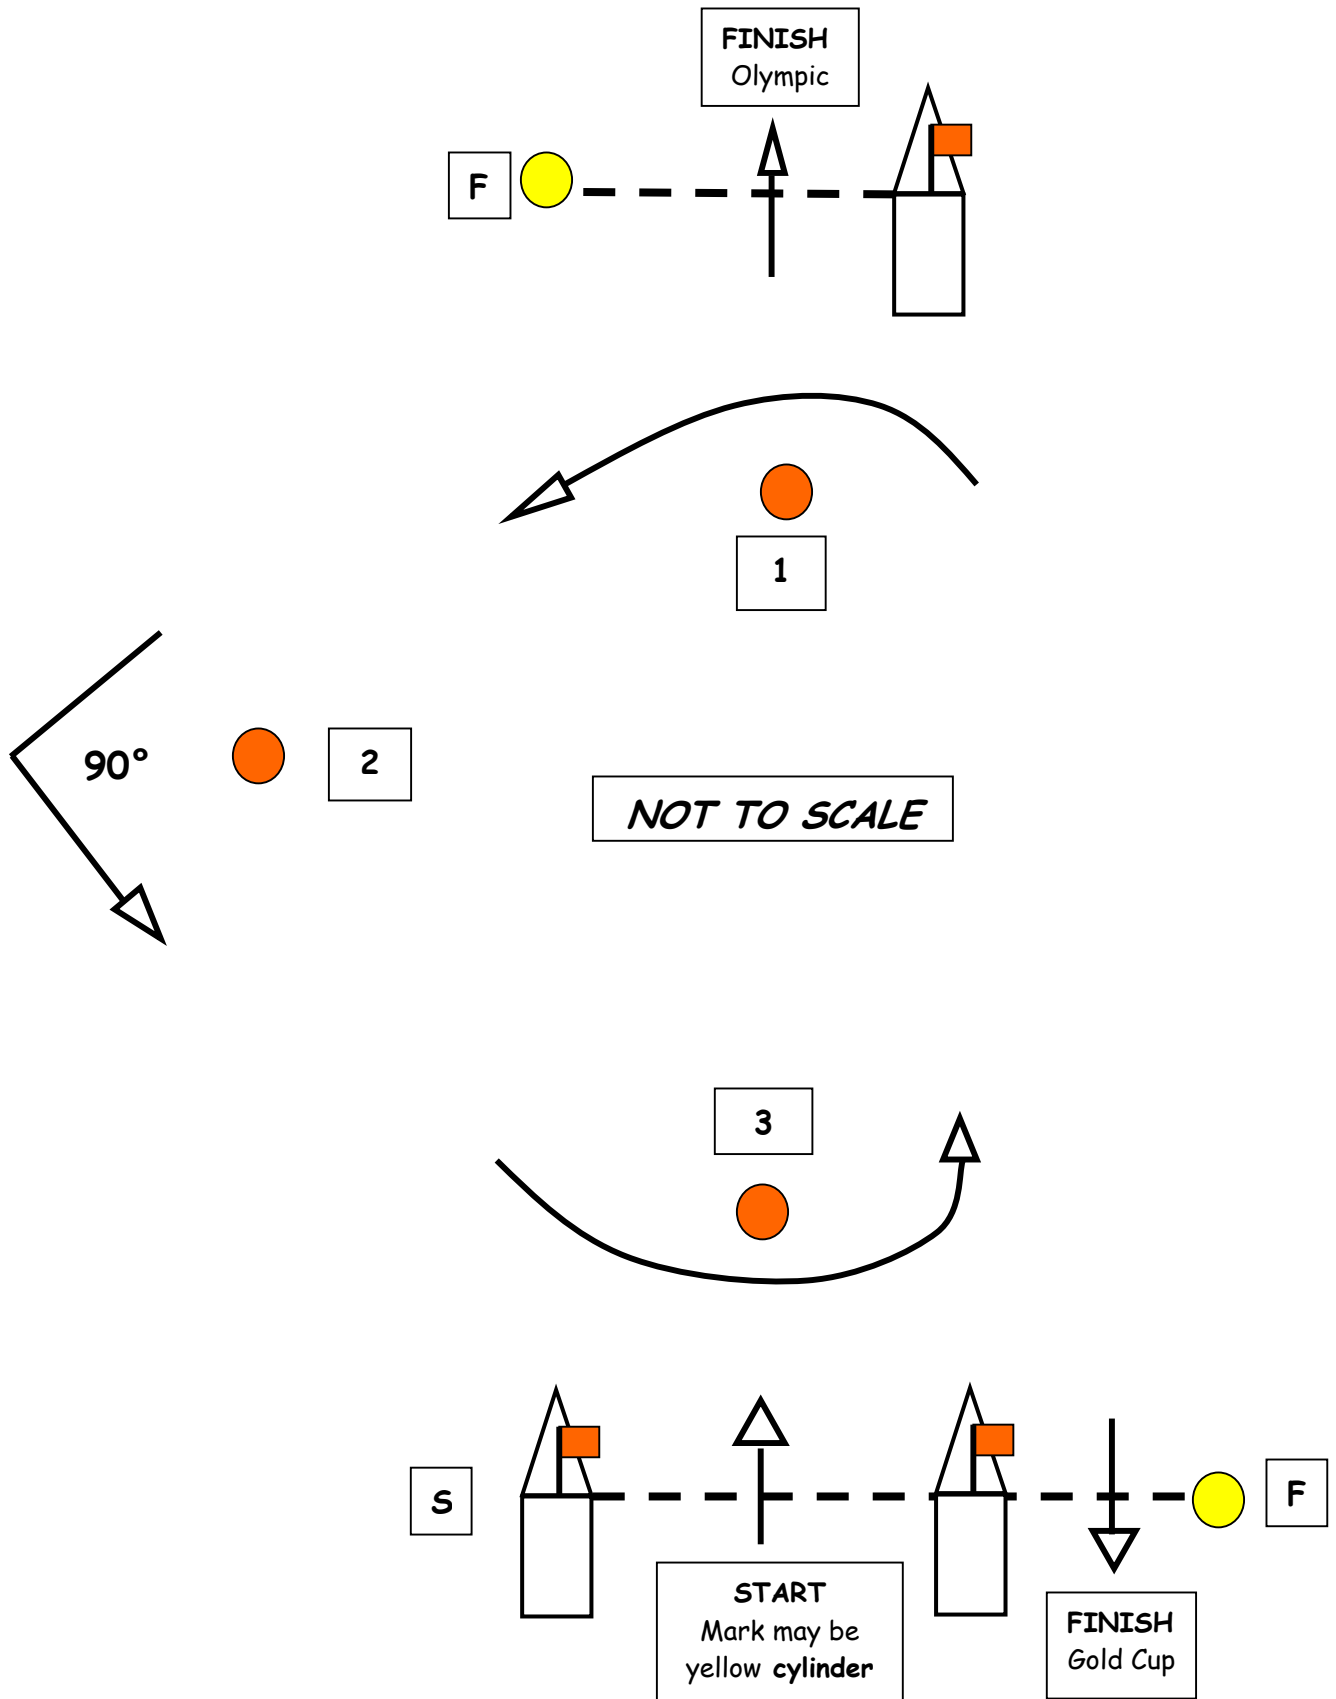 FINISH
Olympic
F
1
90°
2
NOT TO SCALE
3
S
F
START
Mark may be
yellow cylinder
FINISH
Gold Cup